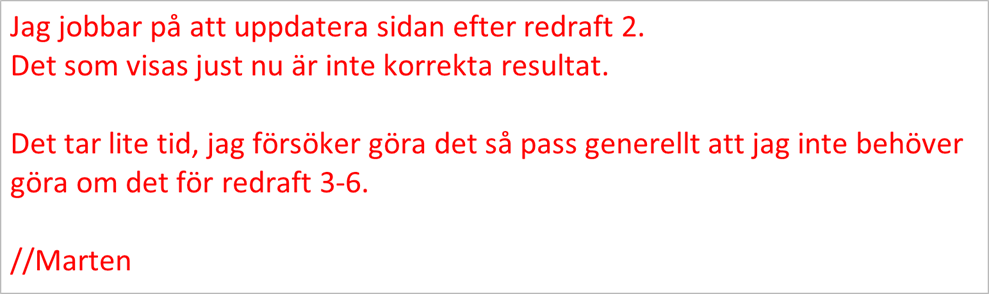 Jag jobbar på att uppdatera sidan efter redraft 2.
Det som visas just nu är inte korrekta resultat.
Det tar lite tid, jag försöker göra det så pass generellt att jag inte behöver
göra om det för redraft 3-6.
//Marten